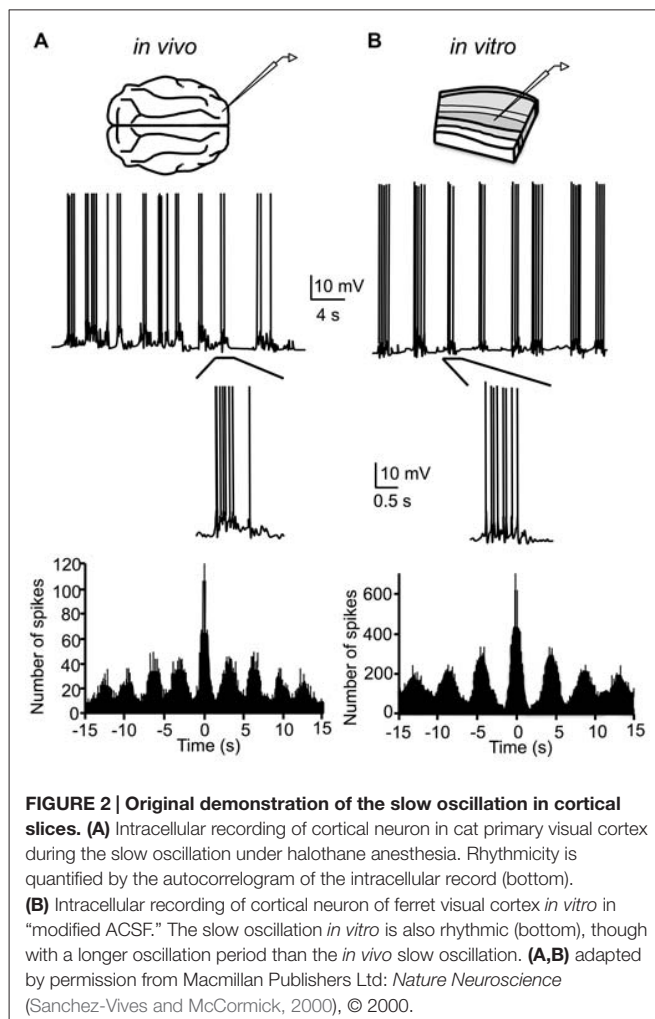 A
in vivo
B
in vitro
10 mV
4 s
10 mV
0.5 s
Number of spikes
120
100
80
60
40
20
0
-15 -10 -5 0 5 10 15
Time (s)
Number of spikes
600
400
200
0
-15 -10 -5 0 5 10 15
Time (s)
FIGURE 2 | Original demonstration of the slow oscillation in cortical
slices. (A) Intracellular recording of cortical neuron in cat primary visual cortex
during the slow oscillation under halothane anesthesia. Rhythmicity is
quantified by the autocorrelogram of the intracellular record (bottom).
(B) Intracellular recording of cortical neuron of ferret visual cortex in vitro in
“modified ACSF.” The slow oscillation in vitro is also rhythmic (bottom), though
with a longer oscillation period than the in vivo slow oscillation. (A,B) adapted
by permission from Macmillan Publishers Ltd: Nature Neuroscience
(Sanchez-Vives and McCormick, 2000), © 2000.